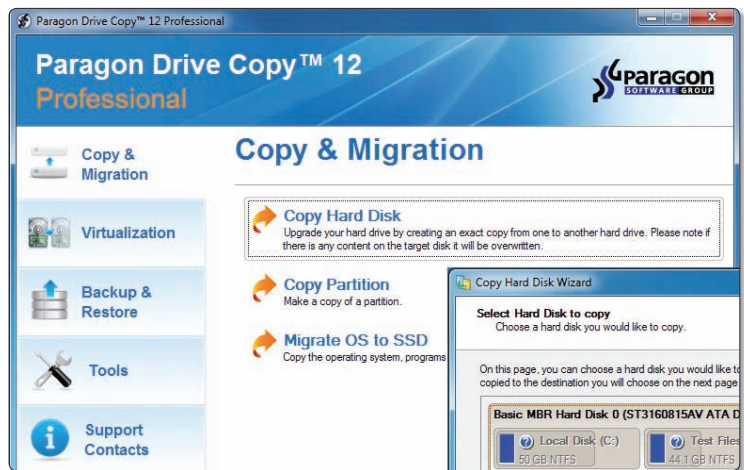 Paragon Drive Copy™ 12 Professional
Paragon Drive Copy™ 12
Professional
Paragon
SOFTWARE GROUP
Copy &
Migration
Virtualization
Backup &
Restore
Tools
Support
Contacts
Copy & Migration
Copy Hard Disk
Upgrade your hard drive by creating an exact copy from one to another hard drive. Please note if
there is any content on the target disk it will be overwritten.
Copy Partition
Make a copy of a partition.
Migrate OS to SSD
Copy the operating system, programs
Copy Hard Disk Wizard
Select Hard Disk to copy
Choose a hard disk you would like to copy.
On this page, you can choose a hard disk you would like to
copied to the destination you will choose on the next page
Basic MBR Hard Disk 0 (ST3160815AV ATA D
Local Disk (C:)
50 GB NTFS
Test Files
44.1 GB NTFS